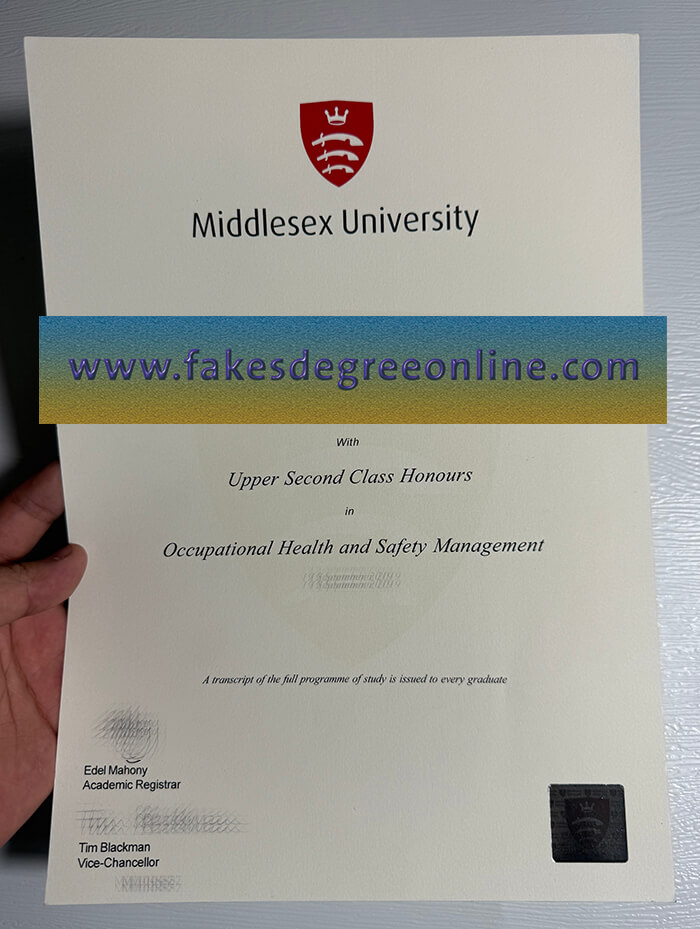 Middlesex University
www.fakesdegreeonline.com
With
Upper Second Class Honours
in
Occupational Health and Safety Management
A transcript of the full programme of study is issued to every graduate
Edel Mahony
Academic Registrar
Tim Blackman
Vice-Chancellor